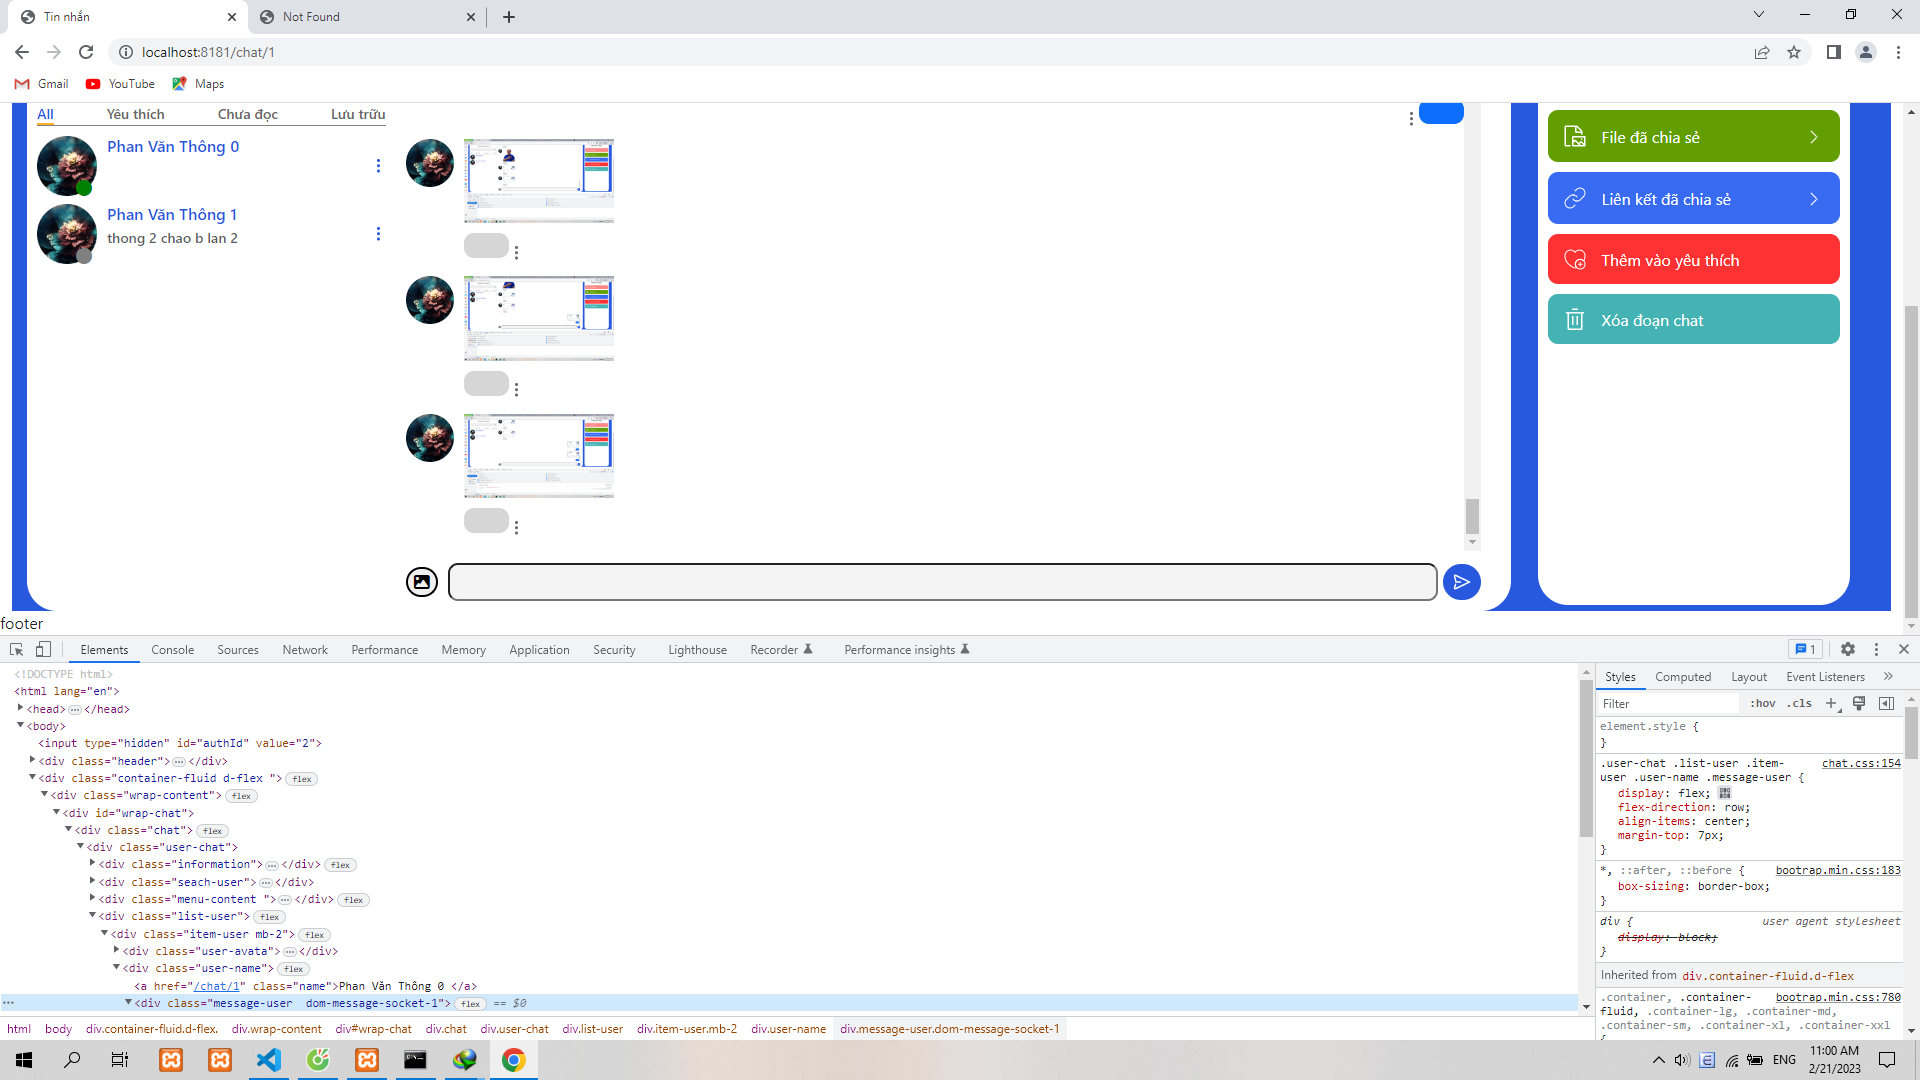 Tin nhắn
Not Found
localhost:8181/chat/1
Gmail YouTube Maps
All Yêu thích Chưa đọc Lưu trữu
Phan Văn Thông 0
Phan Văn Thông 1
thong 2 chao b lan 2
File đã chia sẻ
Liên kết đã chia sẻ
Thêm vào yêu thích
Xóa đoạn chat
footer
Elements Console Sources Network Performance Memory Application Security Lighthouse Recorder Performance insights 1
<!DOCTYPE html>
<html lang="en">
<head>…</head>
<body>
<input type="hidden" id="authId" value="2">
<div class="header">…</div>
<div class="container-fluid d-flex "> flex
<div class="wrap-content"> flex
<div id="wrap-chat">
<div class="chat"> flex
<div class="user-chat">
<div class="information">…</div> flex
<div class="seach-user">…</div>
<div class="menu-content ">…</div> flex
<div class="list-user"> flex
<div class="item-user mb-2"> flex
<div class="user-avata">…</div>
<div class="user-name"> flex
<a href="/chat/1" class="name">Phan Văn Thông 0 </a>
… <div class="message-user  dom-message-socket-1"> flex == $0
html body div.container-fluid.d-flex. div.wrap-content div#wrap-chat div.chat div.user-chat div.list-user div.item-user.mb-2 div.user-name div.message-user.dom-message-socket-1
Styles Computed Layout Event Listeners »
Filter :hov .cls +
element.style {
}
.user-chat .list-user .item- chat.css:154
user .user-name .message-user {
display: flex;
flex-direction: row;
align-items: center;
margin-top: 7px;
}
*, ::after, ::before { bootrap.min.css:183
box-sizing: border-box;
}
div { user agent stylesheet
display: block;
}
Inherited from div.container-fluid.d-flex
.container, .container- bootrap.min.css:780
fluid, .container-lg, .container-md,
.container-sm, .container-xl, .container-xxl
{
ENG
11:00 AM
2/21/2023